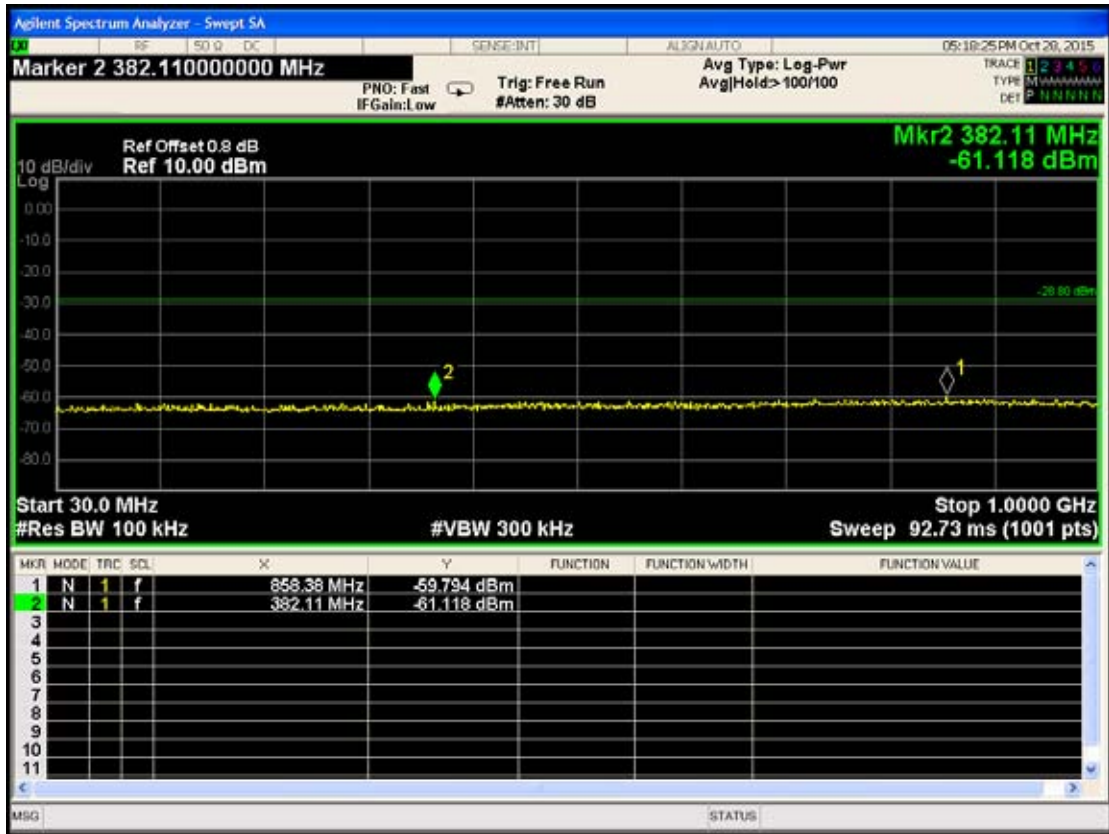 Agilent Spectrum Analyzer - Swept SA
RF 50 Ω DC SENSE:INT ALIGN AUTO 05:18:25 PM Oct 28, 2015
Marker 2 382.110000000 MHz
PNO: Fast
IFGain:Low
Trig: Free Run
#Atten: 30 dB
Avg Type: Log-Pwr
Avg|Hold:>100/100
TRACE 1 2 3 4 5 6
TYPE M
DET P N N N N N
Mkr2 382.11 MHz
-61.118 dBm
Ref Offset 0.8 dB
10 dB/div Ref 10.00 dBm
Log
0.00
-10.0
-20.0
-28.80 dBm
-30.0
-40.0
-50.0
2
1
-60.0
-70.0
-80.0
Start 30.0 MHz Stop 1.0000 GHz
#Res BW 100 kHz #VBW 300 kHz Sweep 92.73 ms (1001 pts)
MKR MODE TRC SCL X Y FUNCTION FUNCTION WIDTH FUNCTION VALUE
1 N 1 f 858.38 MHz -59.794 dBm
2 N 1 f 382.11 MHz -61.118 dBm
3
4
5
6
7
8
9
10
11
MSG STATUS